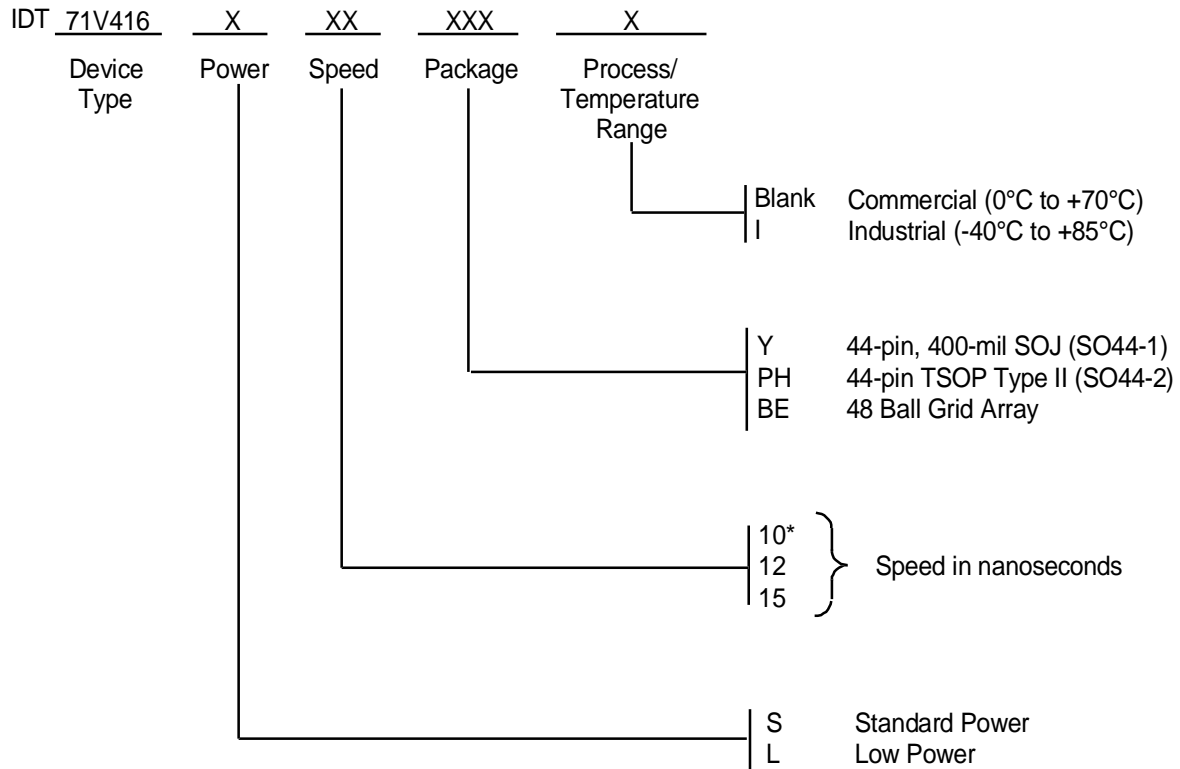 IDT 71V416 X XX XXX X
Device Type Power Speed Package Process/ Temperature Range
Blank Commercial (0°C to +70°C)
I Industrial (-40°C to +85°C)
Y 44-pin, 400-mil SOJ (SO44-1)
PH 44-pin TSOP Type II (SO44-2)
BE 48 Ball Grid Array
10*
12 Speed in nanoseconds
15
S Standard Power
L Low Power